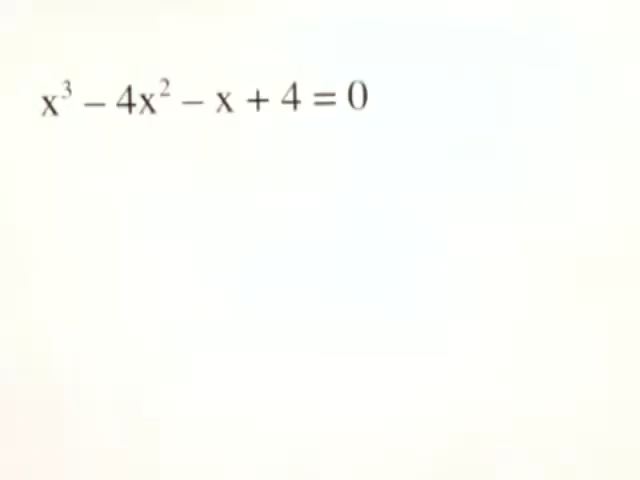 x³ – 4x² – x + 4 = 0